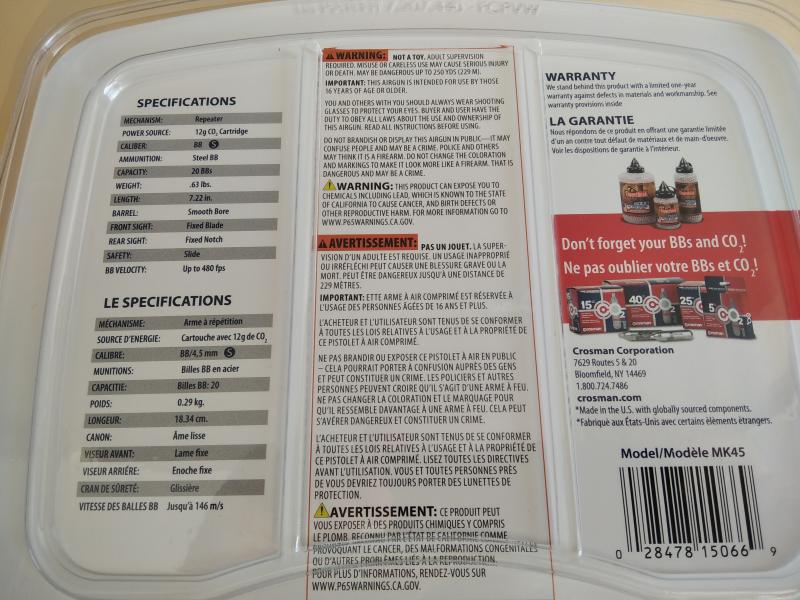 SPECIFICATIONS
MECHANISM: Repeater
POWER SOURCE: 12g CO2 Cartridge
CALIBER: BB S
AMMUNITION: Steel BB
CAPACITY: 20 BBs
WEIGHT: .63 lbs.
LENGTH: 7.22 in.
BARREL: Smooth Bore
FRONT SIGHT: Fixed Blade
REAR SIGHT: Fixed Notch
SAFETY: Slide
BB VELOCITY: Up to 480 fps
LE SPECIFICATIONS
MÉCHANISME: Arme à répétition
SOURCE D'ENERGIE: Cartouche avec 12g de CO2
CALIBRE: BB/4,5 mm S
MUNITIONS: Billes BB en acier
CAPACITIE: Billes BB: 20
POIDS: 0.29 kg.
LONGEUR: 18.34 cm.
CANON: Âme lisse
VISEUR AVANT: Lame fixe
VISEUR ARRIÉRE: Enoche fixe
CRAN DE SÛRETÉ: Glissière
VITESSE DES BALLES BB Jusqu'à 146 m/s
WARNING: NOT A TOY. ADULT SUPERVISION
REQUIRED. MISUSE OR CARELESS USE MAY CAUSE SERIOUS INJURY
OR DEATH. MAY BE DANGEROUS UP TO 250 YDS (229 M).
IMPORTANT: THIS AIRGUN IS INTENDED FOR USE BY THOSE
16 YEARS OF AGE OR OLDER.
YOU AND OTHERS WITH YOU SHOULD ALWAYS WEAR SHOOTING
GLASSES TO PROTECT YOUR EYES. BUYER AND USER HAVE THE
DUTY TO OBEY ALL LAWS ABOUT THE USE AND OWNERSHIP OF
THIS AIRGUN. READ ALL INSTRUCTIONS BEFORE USING.
DO NOT BRANDISH OR DISPLAY THIS AIRGUN IN PUBLIC—IT MAY
CONFUSE PEOPLE AND MAY BE A CRIME. POLICE AND OTHERS
MAY THINK IT IS A FIREARM. DO NOT CHANGE THE COLORATION
AND MARKINGS TO MAKE IT LOOK MORE LIKE A FIREARM. THAT IS
DANGEROUS AND MAY BE A CRIME.
WARNING: THIS PRODUCT CAN EXPOSE YOU TO
CHEMICALS INCLUDING LEAD, WHICH IS KNOWN TO THE STATE
OF CALIFORNIA TO CAUSE CANCER, AND BIRTH DEFECTS OR
OTHER REPRODUCTIVE HARM. FOR MORE INFORMATION GO TO
WWW.P65WARNINGS.CA.GOV.
AVERTISSEMENT: PAS UN JOUET. LA SUPER-
VISION D'UN ADULTE EST REQUISE. UN USAGE INAPPROPRIÉ
OU IRRÉFLÉCHI PEUT CAUSER UNE BLESSURE GRAVE OU LA
MORT. PEUT ÊTRE DANGEREUX JUSQU'À UNE DISTANCE DE
229 MÈTRES.
IMPORTANT: ETTE ARME À AIR COMPRIMÉ EST RÉSERVÉE À
L'USAGE DES PERSONNES ÂGÉES DE 16 ANS ET PLUS.
L'ACHETEUR ET L'UTILISATEUR SONT TENUS DE SE CONFORMER
À TOUTES LES LOIS RELATIVES À L'USAGE ET À LA PROPRIÉTÉ DE
CE PISTOLET À AIR COMPRIMÉ.
NE PAS BRANDIR OU EXPOSER CE PISTOLET À AIR EN PUBLIC
– CELA POURRAIT PORTER À CONFUSION AUPRÈS DES GENS
ET PEUT CONSTITUER UN CRIME. LES POLICIERS ET AUTRES
PERSONNES PEUVENT CROIRE QU'IL S'AGIT D'UNE ARME À FEU.
NE PAS CHANGER LA COLORATION ET LE MARQUAGE POUR
QU'IL RESSEMBLE DAVANTAGE À UNE ARME À FEU. CELA PEUT
S'AVÉRER DANGEREUX ET CONSTITUER UN CRIME.
L'ACHETEUR ET L'UTILISATEUR SONT TENUS DE SE CONFORMER
À TOUTES LES LOIS RELATIVES À L'USAGE ET À LA PROPRIÉTÉ DE
CE PISTOLET À AIR COMPRIMÉ. LISEZ TOUTES LES DIRECTIVES
AVANT L'UTILISATION. VOUS ET TOUTES PERSONNES PRÈS
DE VOUS DEVRIEZ TOUJOURS PORTER DES LUNETTES DE
PROTECTION.
AVERTISSEMENT: CE PRODUIT PEUT
VOUS EXPOSER À DES PRODUITS CHIMIQUES Y COMPRIS
LE PLOMB. RECONNU PAR L'ÉTAT DE CALIFORNIE COMME
PROVOQUANT LE CANCER, DES MALFORMATIONS CONGÉNITALES
OU D'AUTRES PROBLÈMES LIÉS À LA REPRODUCTION.
POUR PLUS D'INFORMATIONS, RENDEZ-VOUS SUR
WWW.P65WARNINGS.CA.GOV.
WARRANTY
We stand behind this product with a limited one-year
warranty against defects in materials and workmanship. See
warranty provisions inside
LA GARANTIE
Nous répondons de ce produit en offrant une garantie limitée
d'un an contre tout défaut de matériaux et de main-d'oeuvre.
Voir les dispositions de garantie à l'intérieur.
Don't forget your BBs and CO2!
Ne pas oublier votre BBs et CO2!
15 40 25 5
CROSMAN
Crosman Corporation
7629 Routes 5 & 20
Bloomfield, NY 14469
1.800.724.7486
crosman.com
*Made in the U.S. with globally sourced components.
*Fabriqué aux États-Unis avec certains éléments étrangers.
Model/Modèle MK45
0 28478 15066 9